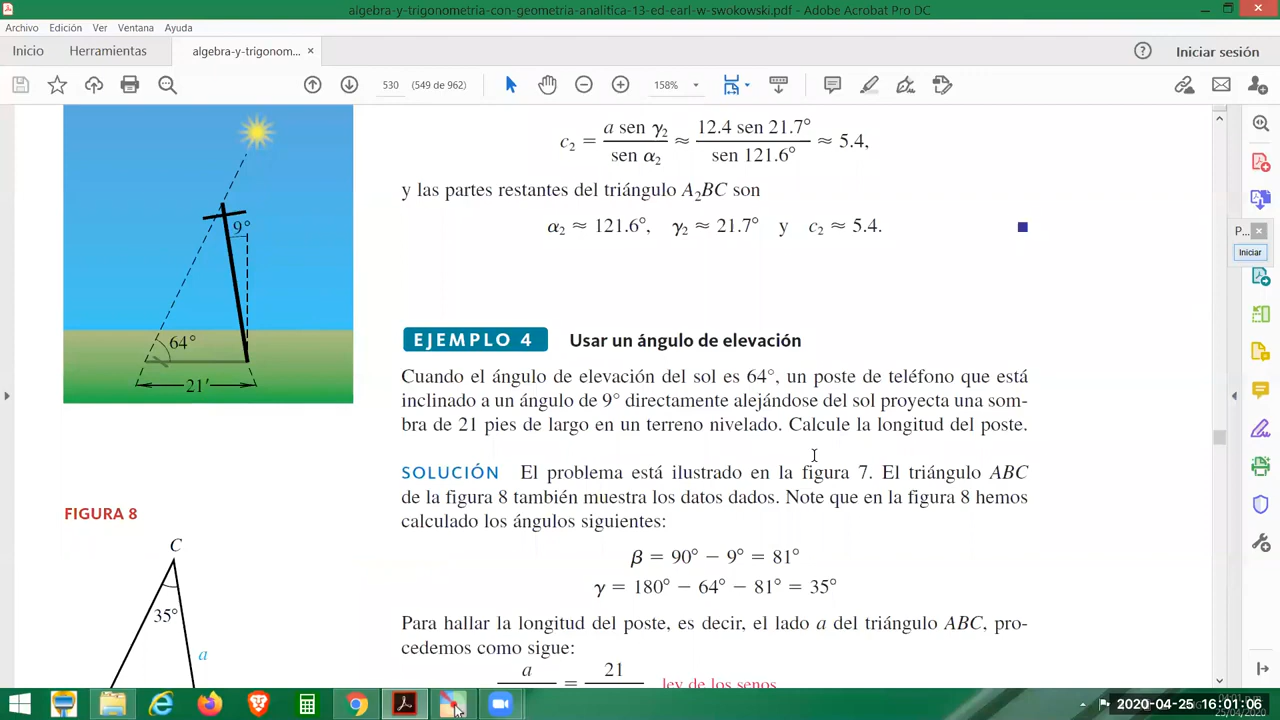 algebra-y-trigonometria-con-geometria-analitica-13-ed-earl-w-swokowski.pdf - Adobe Acrobat Pro DC
Archivo Edición Ver Ventana Ayuda
Inicio Herramientas algebra-y-trigonom... × Iniciar sesión
530 (549 de 962) 158%
c₂ = a sen γ₂ / sen α₂ ≈ 12.4 sen 21.7° / sen 121.6° ≈ 5.4,
y las partes restantes del triángulo A₂BC son
α₂ ≈ 121.6°, γ₂ ≈ 21.7° y c₂ ≈ 5.4.
9°
64°
21′
P...
Iniciar
EJEMPLO 4 Usar un ángulo de elevación
Cuando el ángulo de elevación del sol es 64°, un poste de teléfono que está
inclinado a un ángulo de 9° directamente alejándose del sol proyecta una som-
bra de 21 pies de largo en un terreno nivelado. Calcule la longitud del poste.
SOLUCIÓN El problema está ilustrado en la figura 7. El triángulo ABC
de la figura 8 también muestra los datos dados. Note que en la figura 8 hemos
calculado los ángulos siguientes:
β = 90° − 9° = 81°
γ = 180° − 64° − 81° = 35°
Para hallar la longitud del poste, es decir, el lado a del triángulo ABC, pro-
cedemos como sigue:
a = 21 ley de los senos
FIGURA 8
C
35°
a
2020-04-25 16:01:06